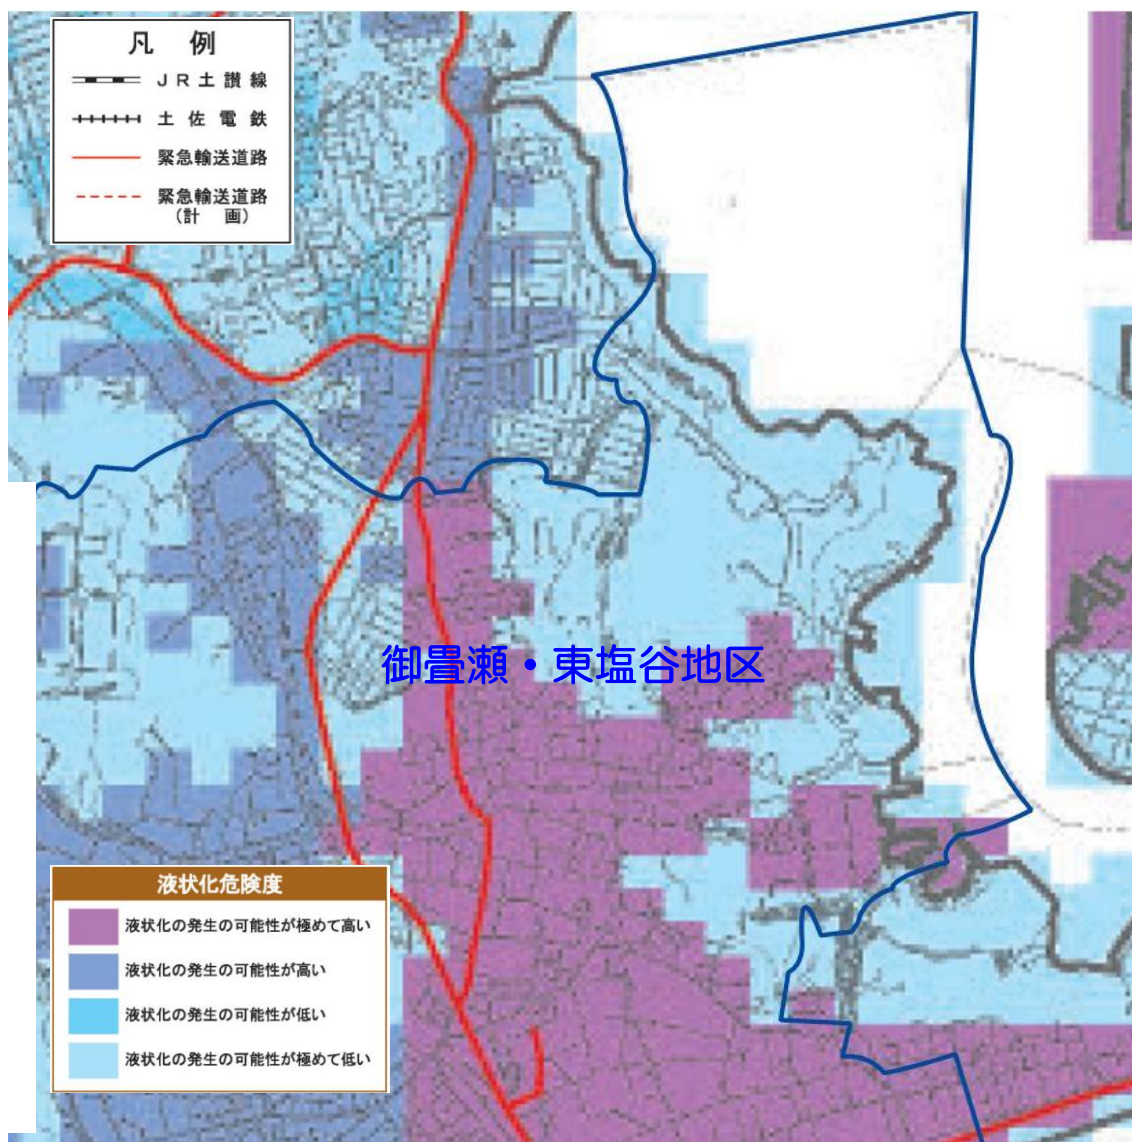 凡 例
JR土讃線
土佐電鉄
緊急輸送道路
緊急輸送道路
(計 画)
御畳瀬・東塩谷地区
液状化危険度
液状化の発生の可能性が極めて高い
液状化の発生の可能性が高い
液状化の発生の可能性が低い
液状化の発生の可能性が極めて低い